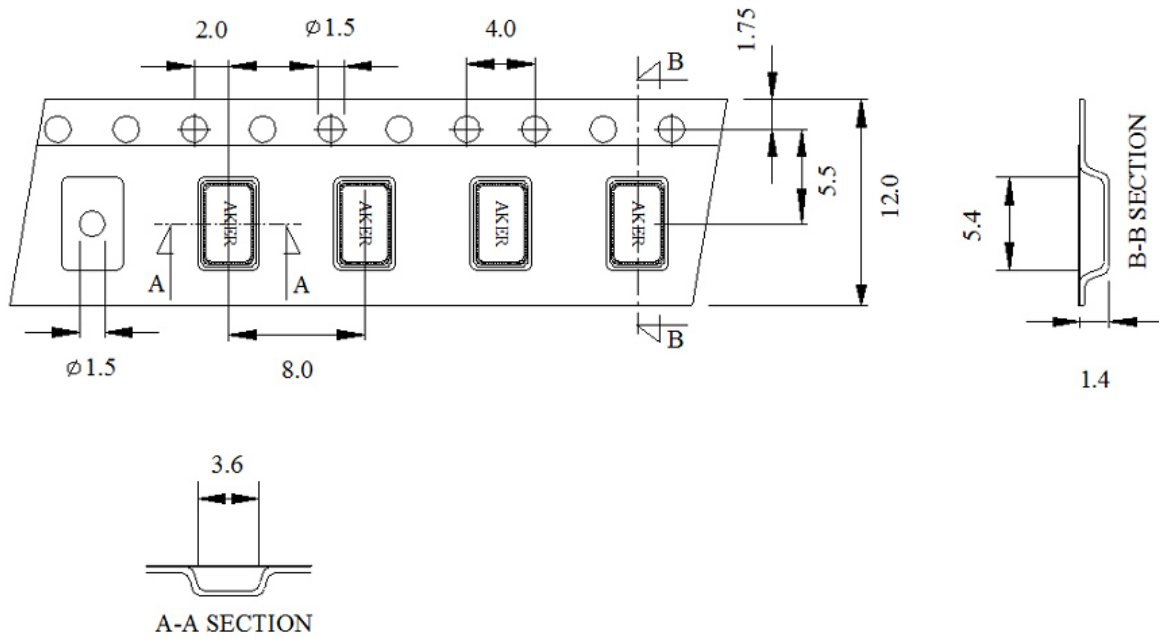 2.0
⌀1.5
4.0
1.75
B
AKER
AKER
AKER
AKER
A
A
5.5
12.0
5.4
B-B SECTION
B
⌀1.5
8.0
1.4
3.6
A-A SECTION